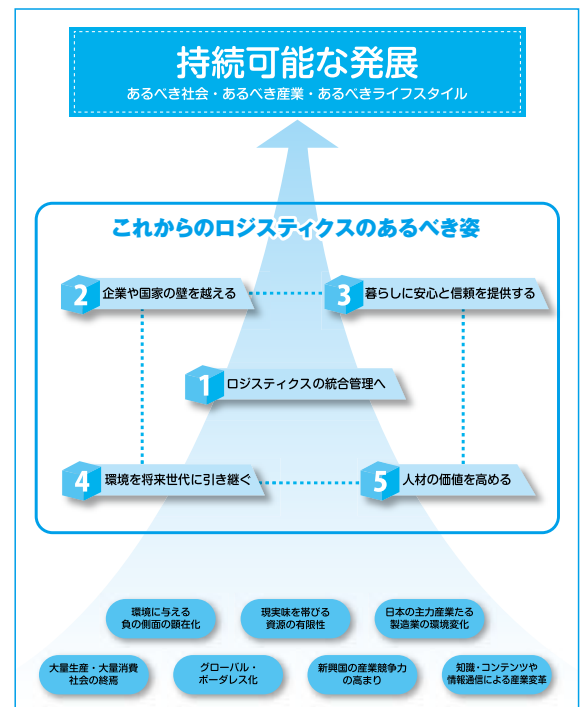 持続可能な発展
あるべき社会・あるべき産業・あるべきライフスタイル
これからのロジスティクスのあるべき姿
2 企業や国家の壁を越える
3 暮らしに安心と信頼を提供する
1 ロジスティクスの統合管理へ
4 環境を将来世代に引き継ぐ
5 人材の価値を高める
環境に与える
負の側面の顕在化
現実味を帯びる
資源の有限性
日本の主力産業たる
製造業の環境変化
大量生産・大量消費
社会の終焉
グローバル・
ボーダレス化
新興国の産業競争力
の高まり
知識・コンテンツや
情報通信による産業変革